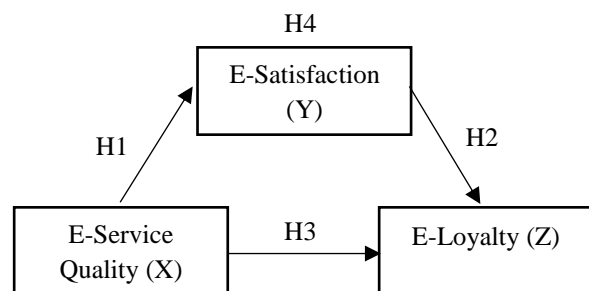 H4
E-Satisfaction
(Y)
H1
H2
E-Service
Quality (X)
H3
E-Loyalty (Z)